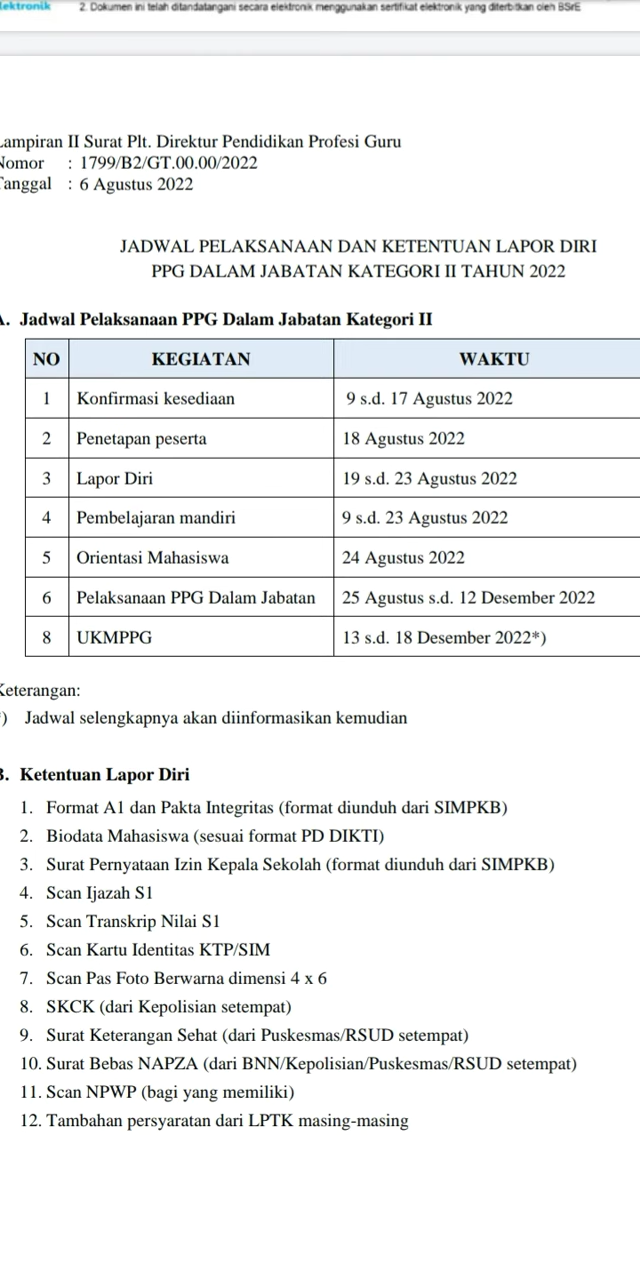 lektronik 2. Dokumen ini telah ditandatangani secara elektronik menggunakan sertifikat elektronik yang diterbitkan oleh BSrE
Lampiran II Surat Plt. Direktur Pendidikan Profesi Guru
Nomor : 1799/B2/GT.00.00/2022
Tanggal : 6 Agustus 2022
JADWAL PELAKSANAAN DAN KETENTUAN LAPOR DIRI
PPG DALAM JABATAN KATEGORI II TAHUN 2022
A. Jadwal Pelaksanaan PPG Dalam Jabatan Kategori II
NO KEGIATAN WAKTU
1 Konfirmasi kesediaan 9 s.d. 17 Agustus 2022
2 Penetapan peserta 18 Agustus 2022
3 Lapor Diri 19 s.d. 23 Agustus 2022
4 Pembelajaran mandiri 9 s.d. 23 Agustus 2022
5 Orientasi Mahasiswa 24 Agustus 2022
6 Pelaksanaan PPG Dalam Jabatan 25 Agustus s.d. 12 Desember 2022
8 UKMPPG 13 s.d. 18 Desember 2022*)
Keterangan:
*) Jadwal selengkapnya akan diinformasikan kemudian
B. Ketentuan Lapor Diri
1. Format A1 dan Pakta Integritas (format diunduh dari SIMPKB)
2. Biodata Mahasiswa (sesuai format PD DIKTI)
3. Surat Pernyataan Izin Kepala Sekolah (format diunduh dari SIMPKB)
4. Scan Ijazah S1
5. Scan Transkrip Nilai S1
6. Scan Kartu Identitas KTP/SIM
7. Scan Pas Foto Berwarna dimensi 4 x 6
8. SKCK (dari Kepolisian setempat)
9. Surat Keterangan Sehat (dari Puskesmas/RSUD setempat)
10. Surat Bebas NAPZA (dari BNN/Kepolisian/Puskesmas/RSUD setempat)
11. Scan NPWP (bagi yang memiliki)
12. Tambahan persyaratan dari LPTK masing-masing